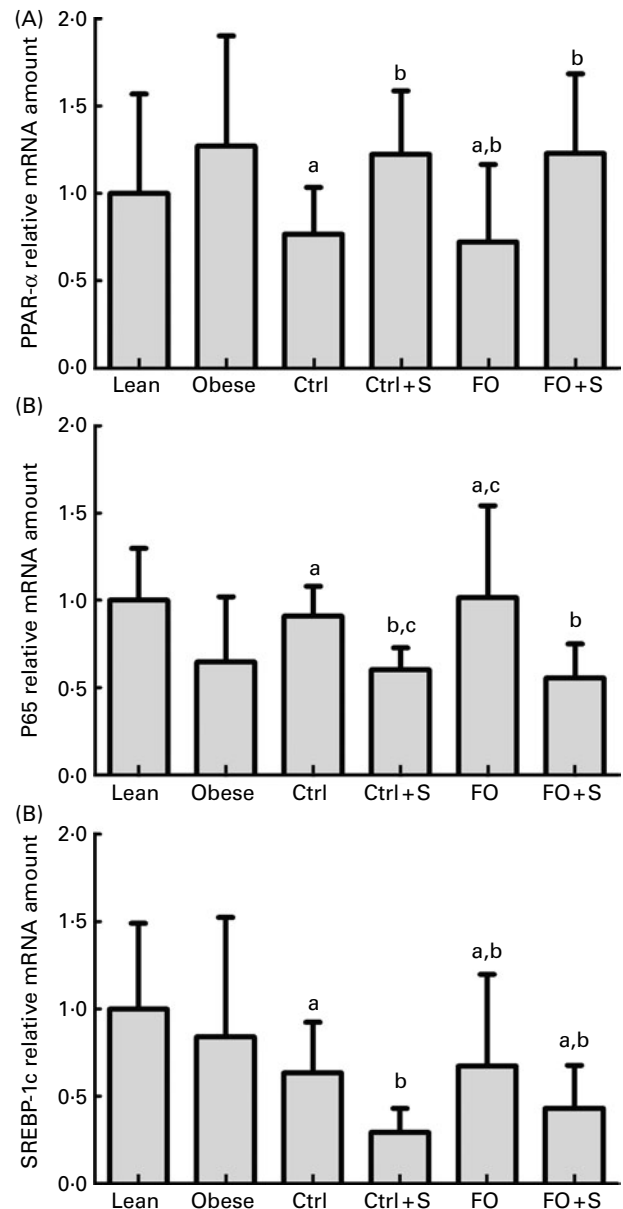 (A)
PPAR-α relative mRNA amount
2·0
1·5
1·0
0·5
0·0
b b
a a,b
Lean Obese Ctrl Ctrl+S FO FO+S
(B)
P65 relative mRNA amount
2·0
1·5
1·0
0·5
0·0
a,c
a
b,c b
Lean Obese Ctrl Ctrl+S FO FO+S
(B)
SREBP-1c relative mRNA amount
2·0
1·5
1·0
0·5
0·0
a,b
a a,b
b
Lean Obese Ctrl Ctrl+S FO FO+S